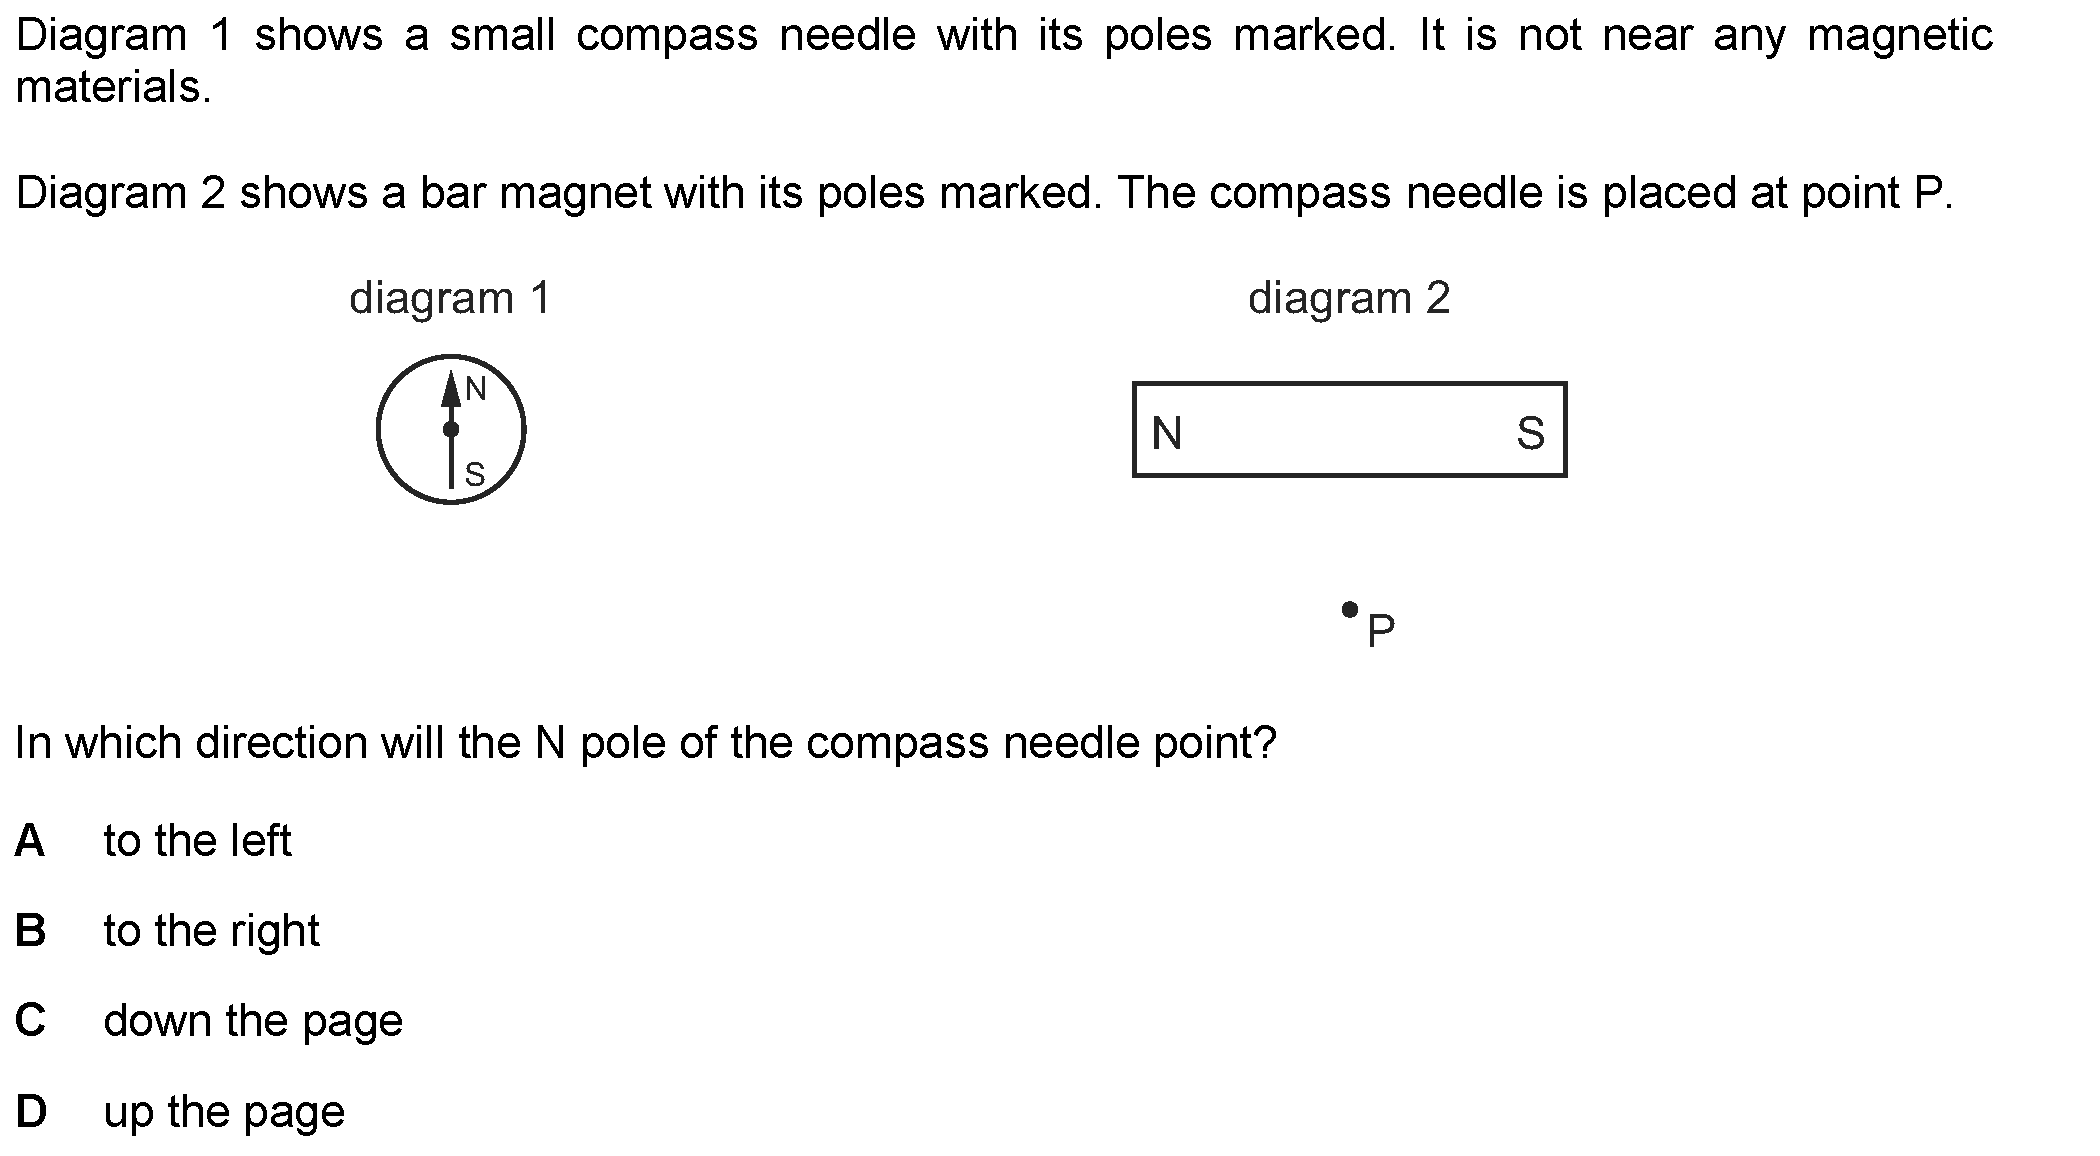 Diagram 1 shows a small compass needle with its poles marked. It is not near any magnetic
materials.
Diagram 2 shows a bar magnet with its poles marked. The compass needle is placed at point P.
diagram 1
N
S
diagram 2
N S
P
In which direction will the N pole of the compass needle point?
A to the left
B to the right
C down the page
D up the page